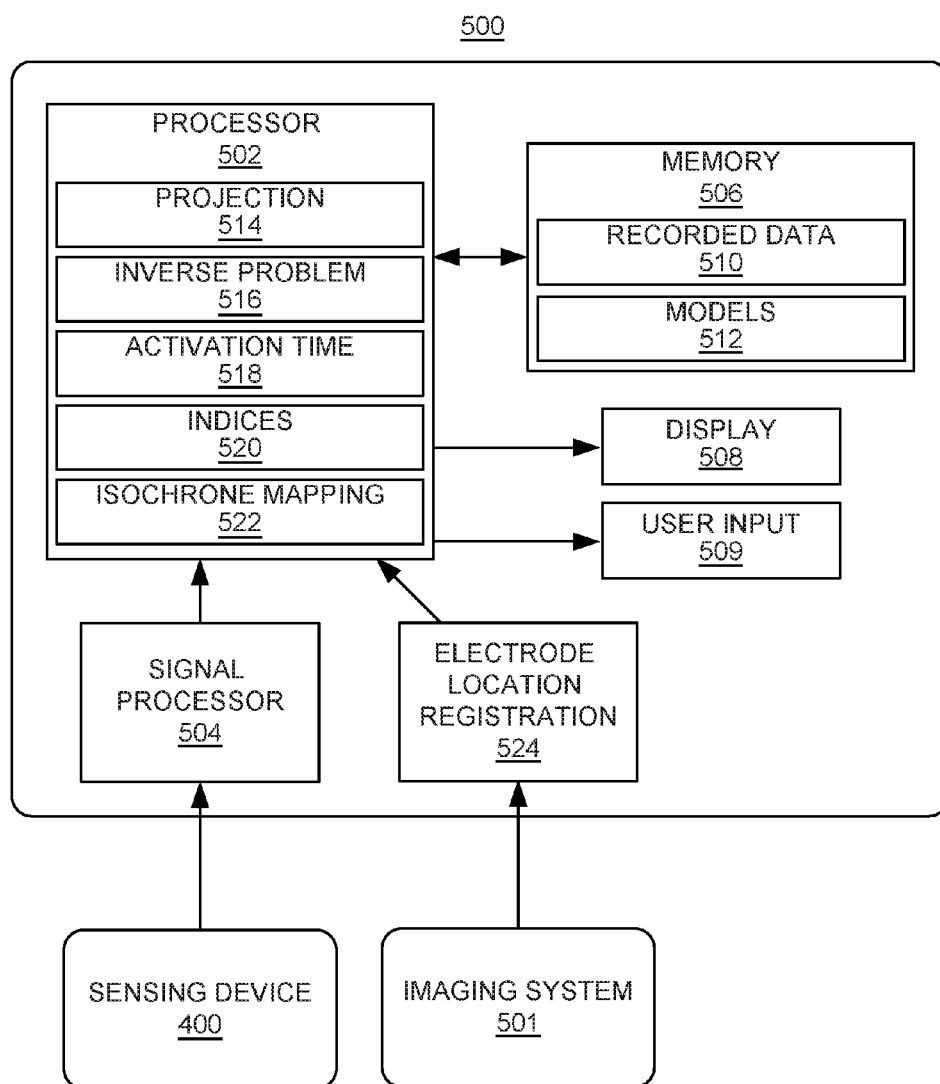 500
PROCESSOR
502
PROJECTION
514
INVERSE PROBLEM
516
ACTIVATION TIME
518
INDICES
520
ISOCHRONE MAPPING
522
MEMORY
506
RECORDED DATA
510
MODELS
512
DISPLAY
508
USER INPUT
509
SIGNAL
PROCESSOR
504
ELECTRODE
LOCATION
REGISTRATION
524
SENSING DEVICE
400
IMAGING SYSTEM
501